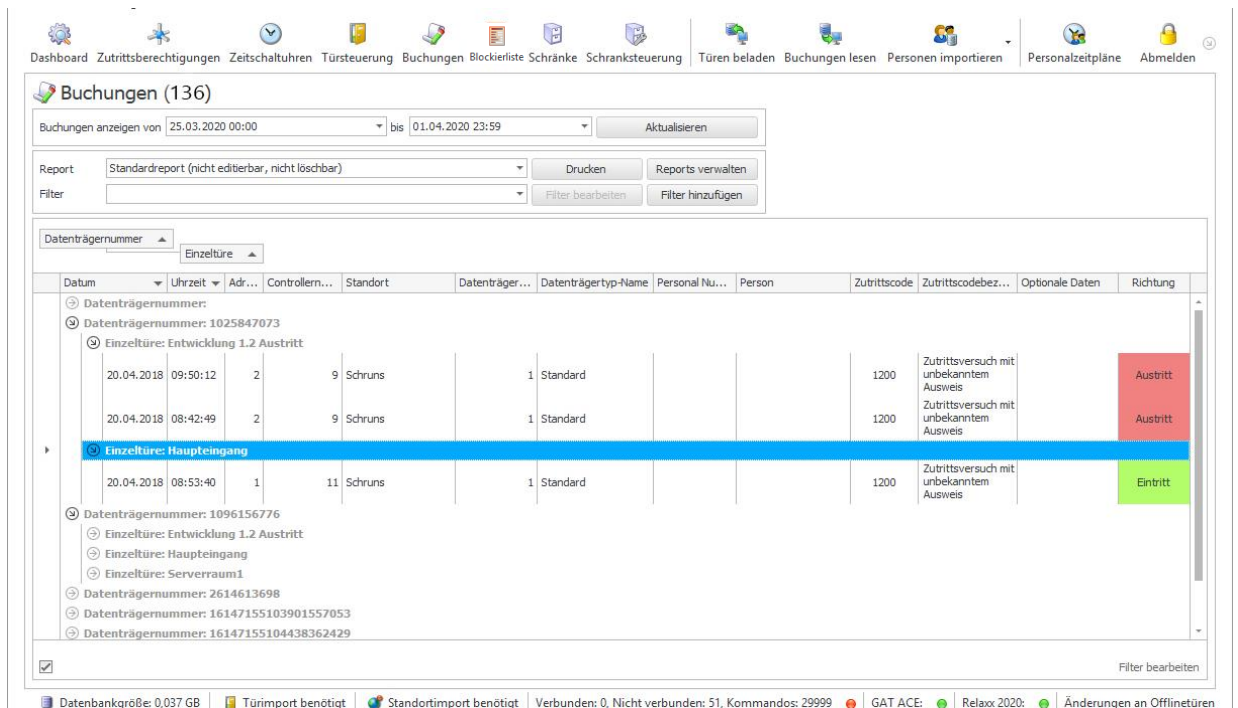 Dashboard Zutrittsberechtigungen Zeitschaltuhren Türsteuerung Buchungen Blockierliste Schränke Schranksteuerung Türen beladen Buchungen lesen Personen importieren Personalzeitpläne Abmelden
Buchungen (136)
Buchungen anzeigen von 25.03.2020 00:00 bis 01.04.2020 23:59 Aktualisieren
Report Standardreport (nicht editierbar, nicht löschbar) Drucken Reports verwalten
Filter Filter bearbeiten Filter hinzufügen
Datenträgernummer
Einzeltüre
Datum Uhrzeit Adr... Controllern... Standort Datenträger... Datenträgertyp-Name Personal Nu... Person Zutrittscode Zutrittscodebez... Optionale Daten Richtung
Datenträgernummer:
Datenträgernummer: 1025847073
Einzeltüre: Entwicklung 1.2 Austritt
20.04.2018 09:50:12 2 9 Schruns 1 Standard 1200 Zutrittsversuch mit unbekanntem Ausweis Austritt
20.04.2018 08:42:49 2 9 Schruns 1 Standard 1200 Zutrittsversuch mit unbekanntem Ausweis Austritt
Einzeltüre: Haupteingang
20.04.2018 08:53:40 1 11 Schruns 1 Standard 1200 Zutrittsversuch mit unbekanntem Ausweis Eintritt
Datenträgernummer: 1096156776
Einzeltüre: Entwicklung 1.2 Austritt
Einzeltüre: Haupteingang
Einzeltüre: Serverraum1
Datenträgernummer: 2614613698
Datenträgernummer: 16147155103901557053
Datenträgernummer: 16147155104438362429
Filter bearbeiten
Datenbankgröße: 0,037 GB Türimport benötigt Standortimport benötigt Verbunden: 0, Nicht verbunden: 51, Kommandos: 29999 GAT ACE: Relaxx 2020: Änderungen an Offlinetüren